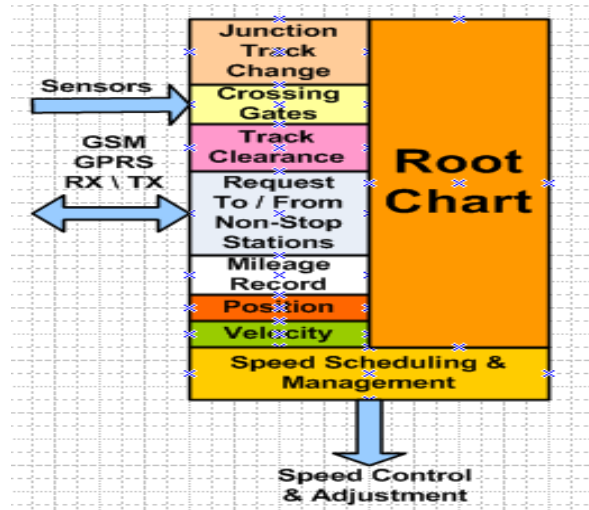 Sensors
GSM
GPRS
RX \ TX
Junction
Track
Change
Crossing
Gates
Track
Clearance
Request
To / From
Non-Stop
Stations
Mileage
Record
Position
Velocity
Root
Chart
Speed Scheduling &
Management
Speed Control
& Adjustment